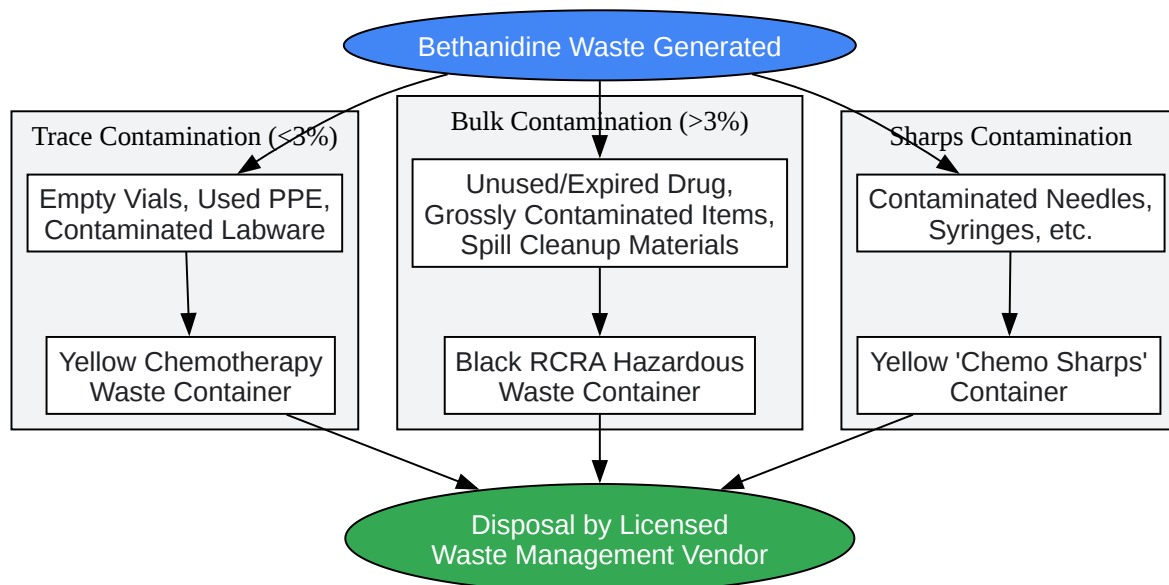 Bethanidine Waste Generated
Trace Contamination (<3%)
Empty Vials, Used PPE,
Contaminated Labware
Yellow Chemotherapy
Waste Container
Bulk Contamination (>3%)
Unused/Expired Drug,
Grossly Contaminated Items,
Spill Cleanup Materials
Black RCRA Hazardous
Waste Container
Sharps Contamination
Contaminated Needles,
Syringes, etc.
Yellow 'Chemo Sharps'
Container
Disposal by Licensed
Waste Management Vendor